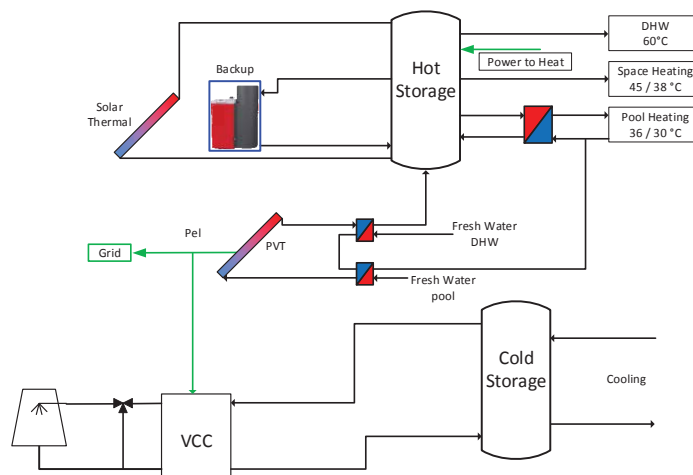 DHW
60°C
Power to Heat
Hot
Storage
Backup
Space Heating
45 / 38 °C
Solar
Thermal
Pool Heating
36 / 30 °C
Pel
Grid
PVT
Fresh Water
DHW
Fresh Water
pool
Cold
Storage
Cooling
VCC